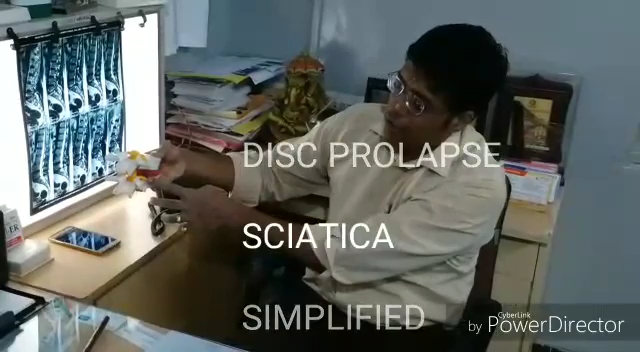 DISC PROLAPSE
SCIATICA
SIMPLIFIED
CyberLink
by PowerDirector